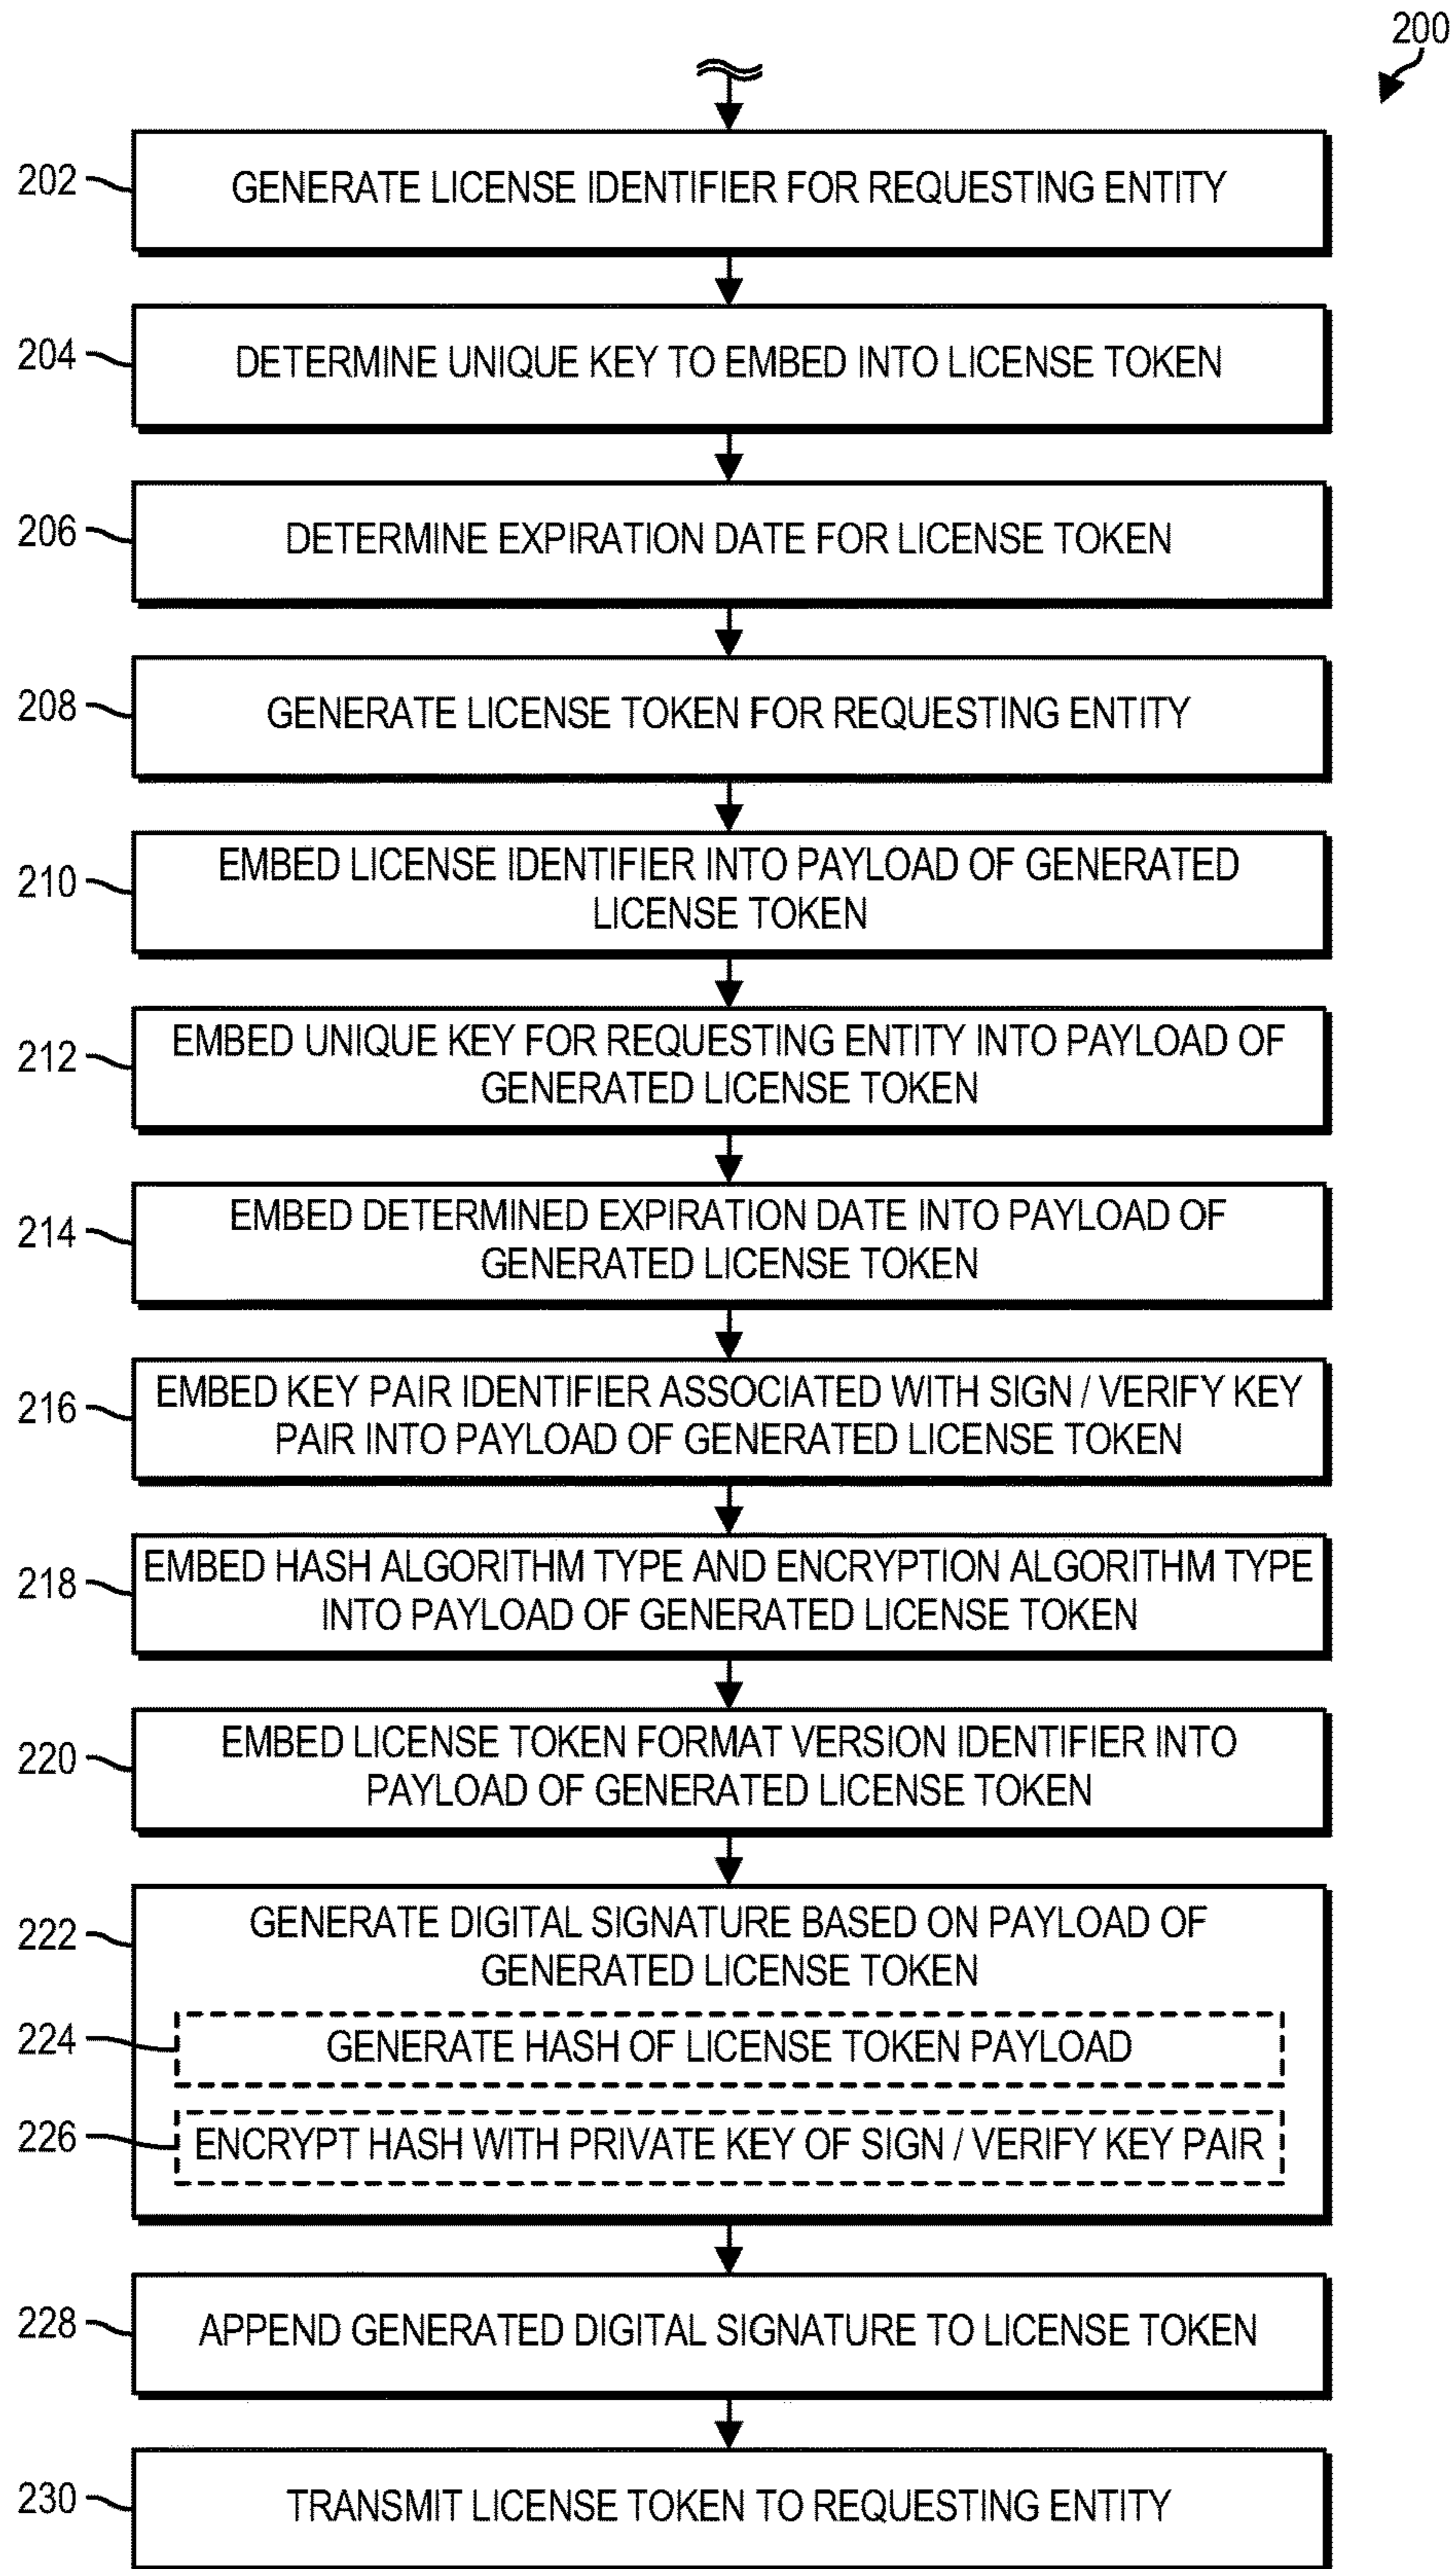 200
202
GENERATE LICENSE IDENTIFIER FOR REQUESTING ENTITY
204
DETERMINE UNIQUE KEY TO EMBED INTO LICENSE TOKEN
206
DETERMINE EXPIRATION DATE FOR LICENSE TOKEN
208
GENERATE LICENSE TOKEN FOR REQUESTING ENTITY
210
EMBED LICENSE IDENTIFIER INTO PAYLOAD OF GENERATED
LICENSE TOKEN
212
EMBED UNIQUE KEY FOR REQUESTING ENTITY INTO PAYLOAD OF
GENERATED LICENSE TOKEN
214
EMBED DETERMINED EXPIRATION DATE INTO PAYLOAD OF
GENERATED LICENSE TOKEN
216
EMBED KEY PAIR IDENTIFIER ASSOCIATED WITH SIGN / VERIFY KEY
PAIR INTO PAYLOAD OF GENERATED LICENSE TOKEN
218
EMBED HASH ALGORITHM TYPE AND ENCRYPTION ALGORITHM TYPE
INTO PAYLOAD OF GENERATED LICENSE TOKEN
220
EMBED LICENSE TOKEN FORMAT VERSION IDENTIFIER INTO
PAYLOAD OF GENERATED LICENSE TOKEN
222
GENERATE DIGITAL SIGNATURE BASED ON PAYLOAD OF
GENERATED LICENSE TOKEN
224
GENERATE HASH OF LICENSE TOKEN PAYLOAD
226
ENCRYPT HASH WITH PRIVATE KEY OF SIGN / VERIFY KEY PAIR
228
APPEND GENERATED DIGITAL SIGNATURE TO LICENSE TOKEN
230
TRANSMIT LICENSE TOKEN TO REQUESTING ENTITY